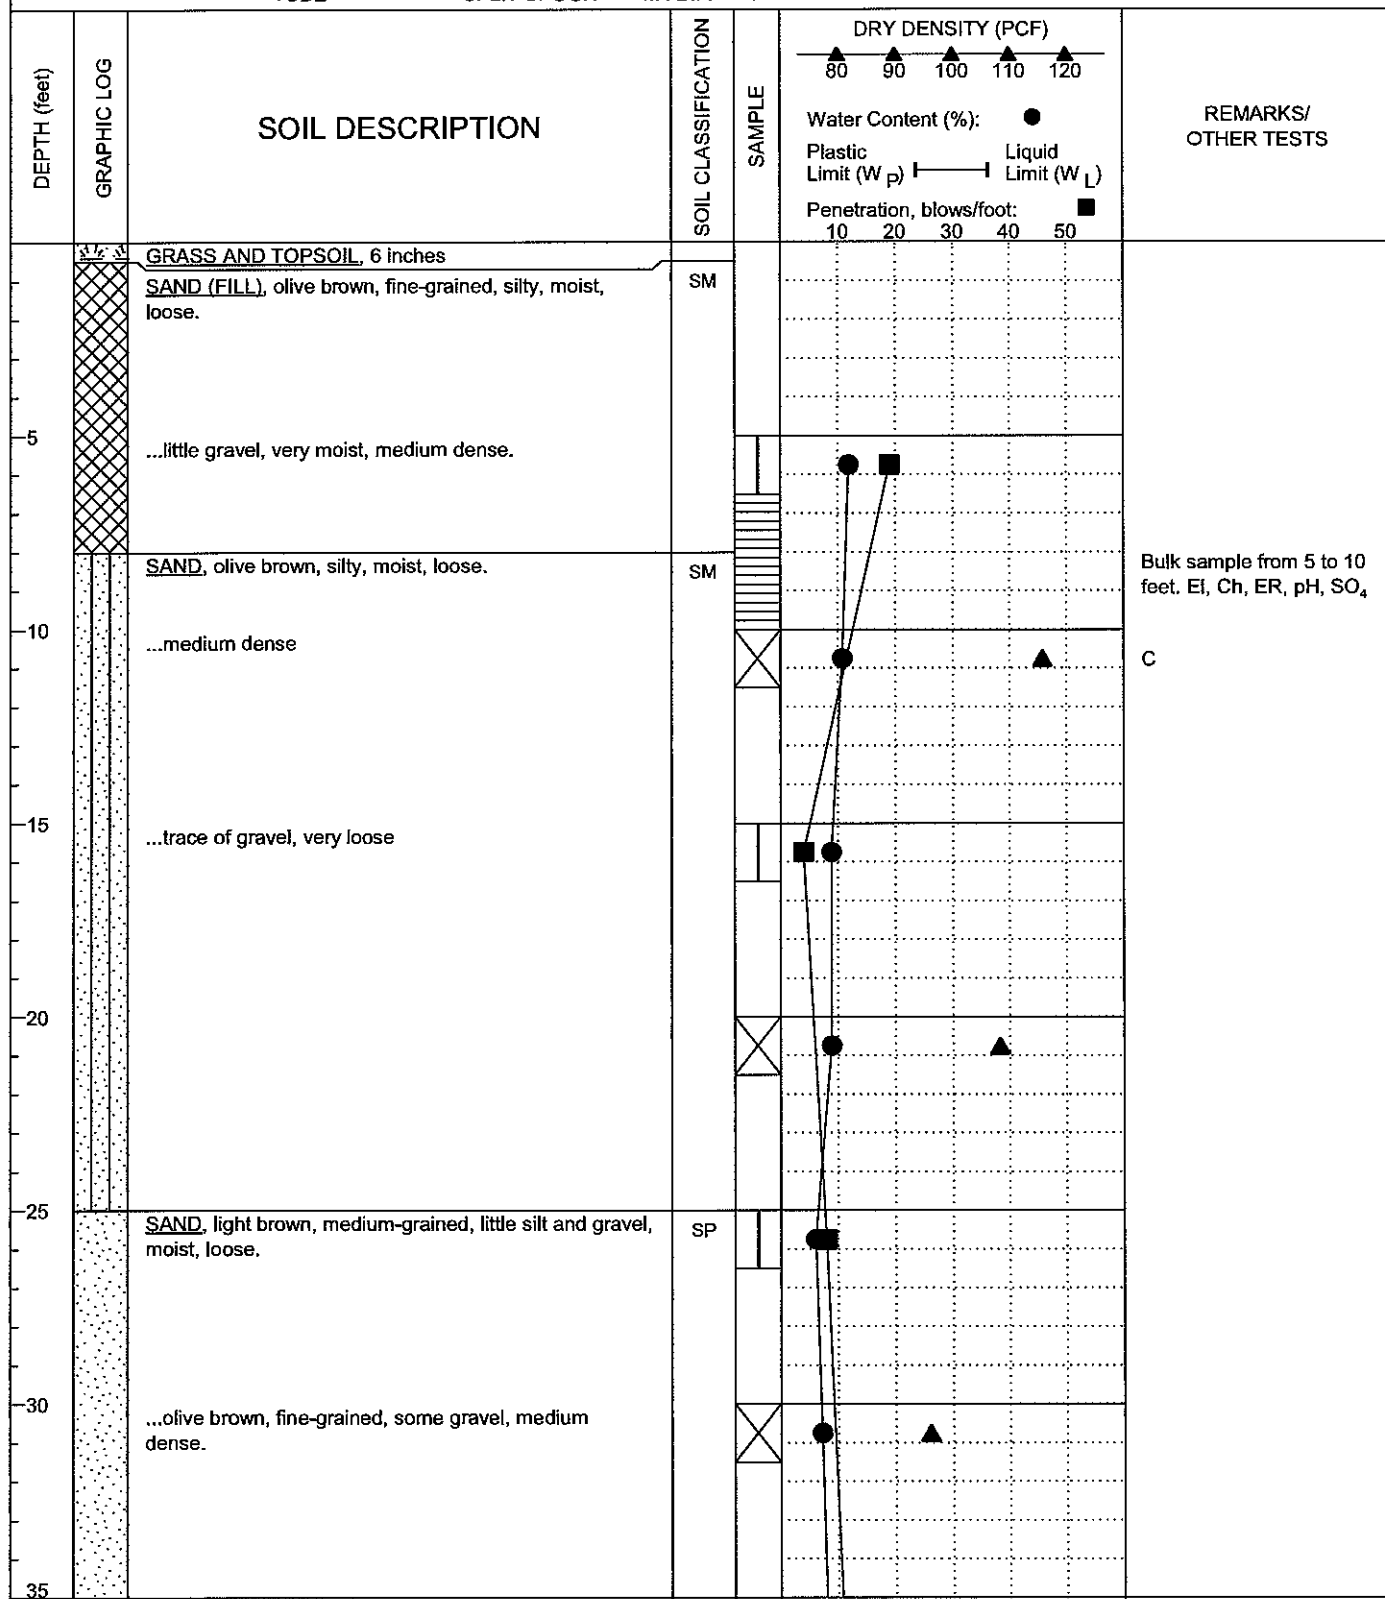 DEPTH (feet)
GRAPHIC LOG
SOIL DESCRIPTION
SOIL CLASSIFICATION
SAMPLE
DRY DENSITY (PCF)
80 90 100 110 120
Water Content (%):
Plastic Limit (W P)
Liquid Limit (W L)
Penetration, blows/foot:
10 20 30 40 50
REMARKS/
OTHER TESTS
GRASS AND TOPSOIL, 6 inches
SAND (FILL), olive brown, fine-grained, silty, moist,
loose.
SM
5
...little gravel, very moist, medium dense.
SAND, olive brown, silty, moist, loose.
SM
Bulk sample from 5 to 10
feet. EI, Ch, ER, pH, SO₄
10
...medium dense
C
15
...trace of gravel, very loose
20
25
SAND, light brown, medium-grained, little silt and gravel,
moist, loose.
SP
30
...olive brown, fine-grained, some gravel, medium
dense.
35